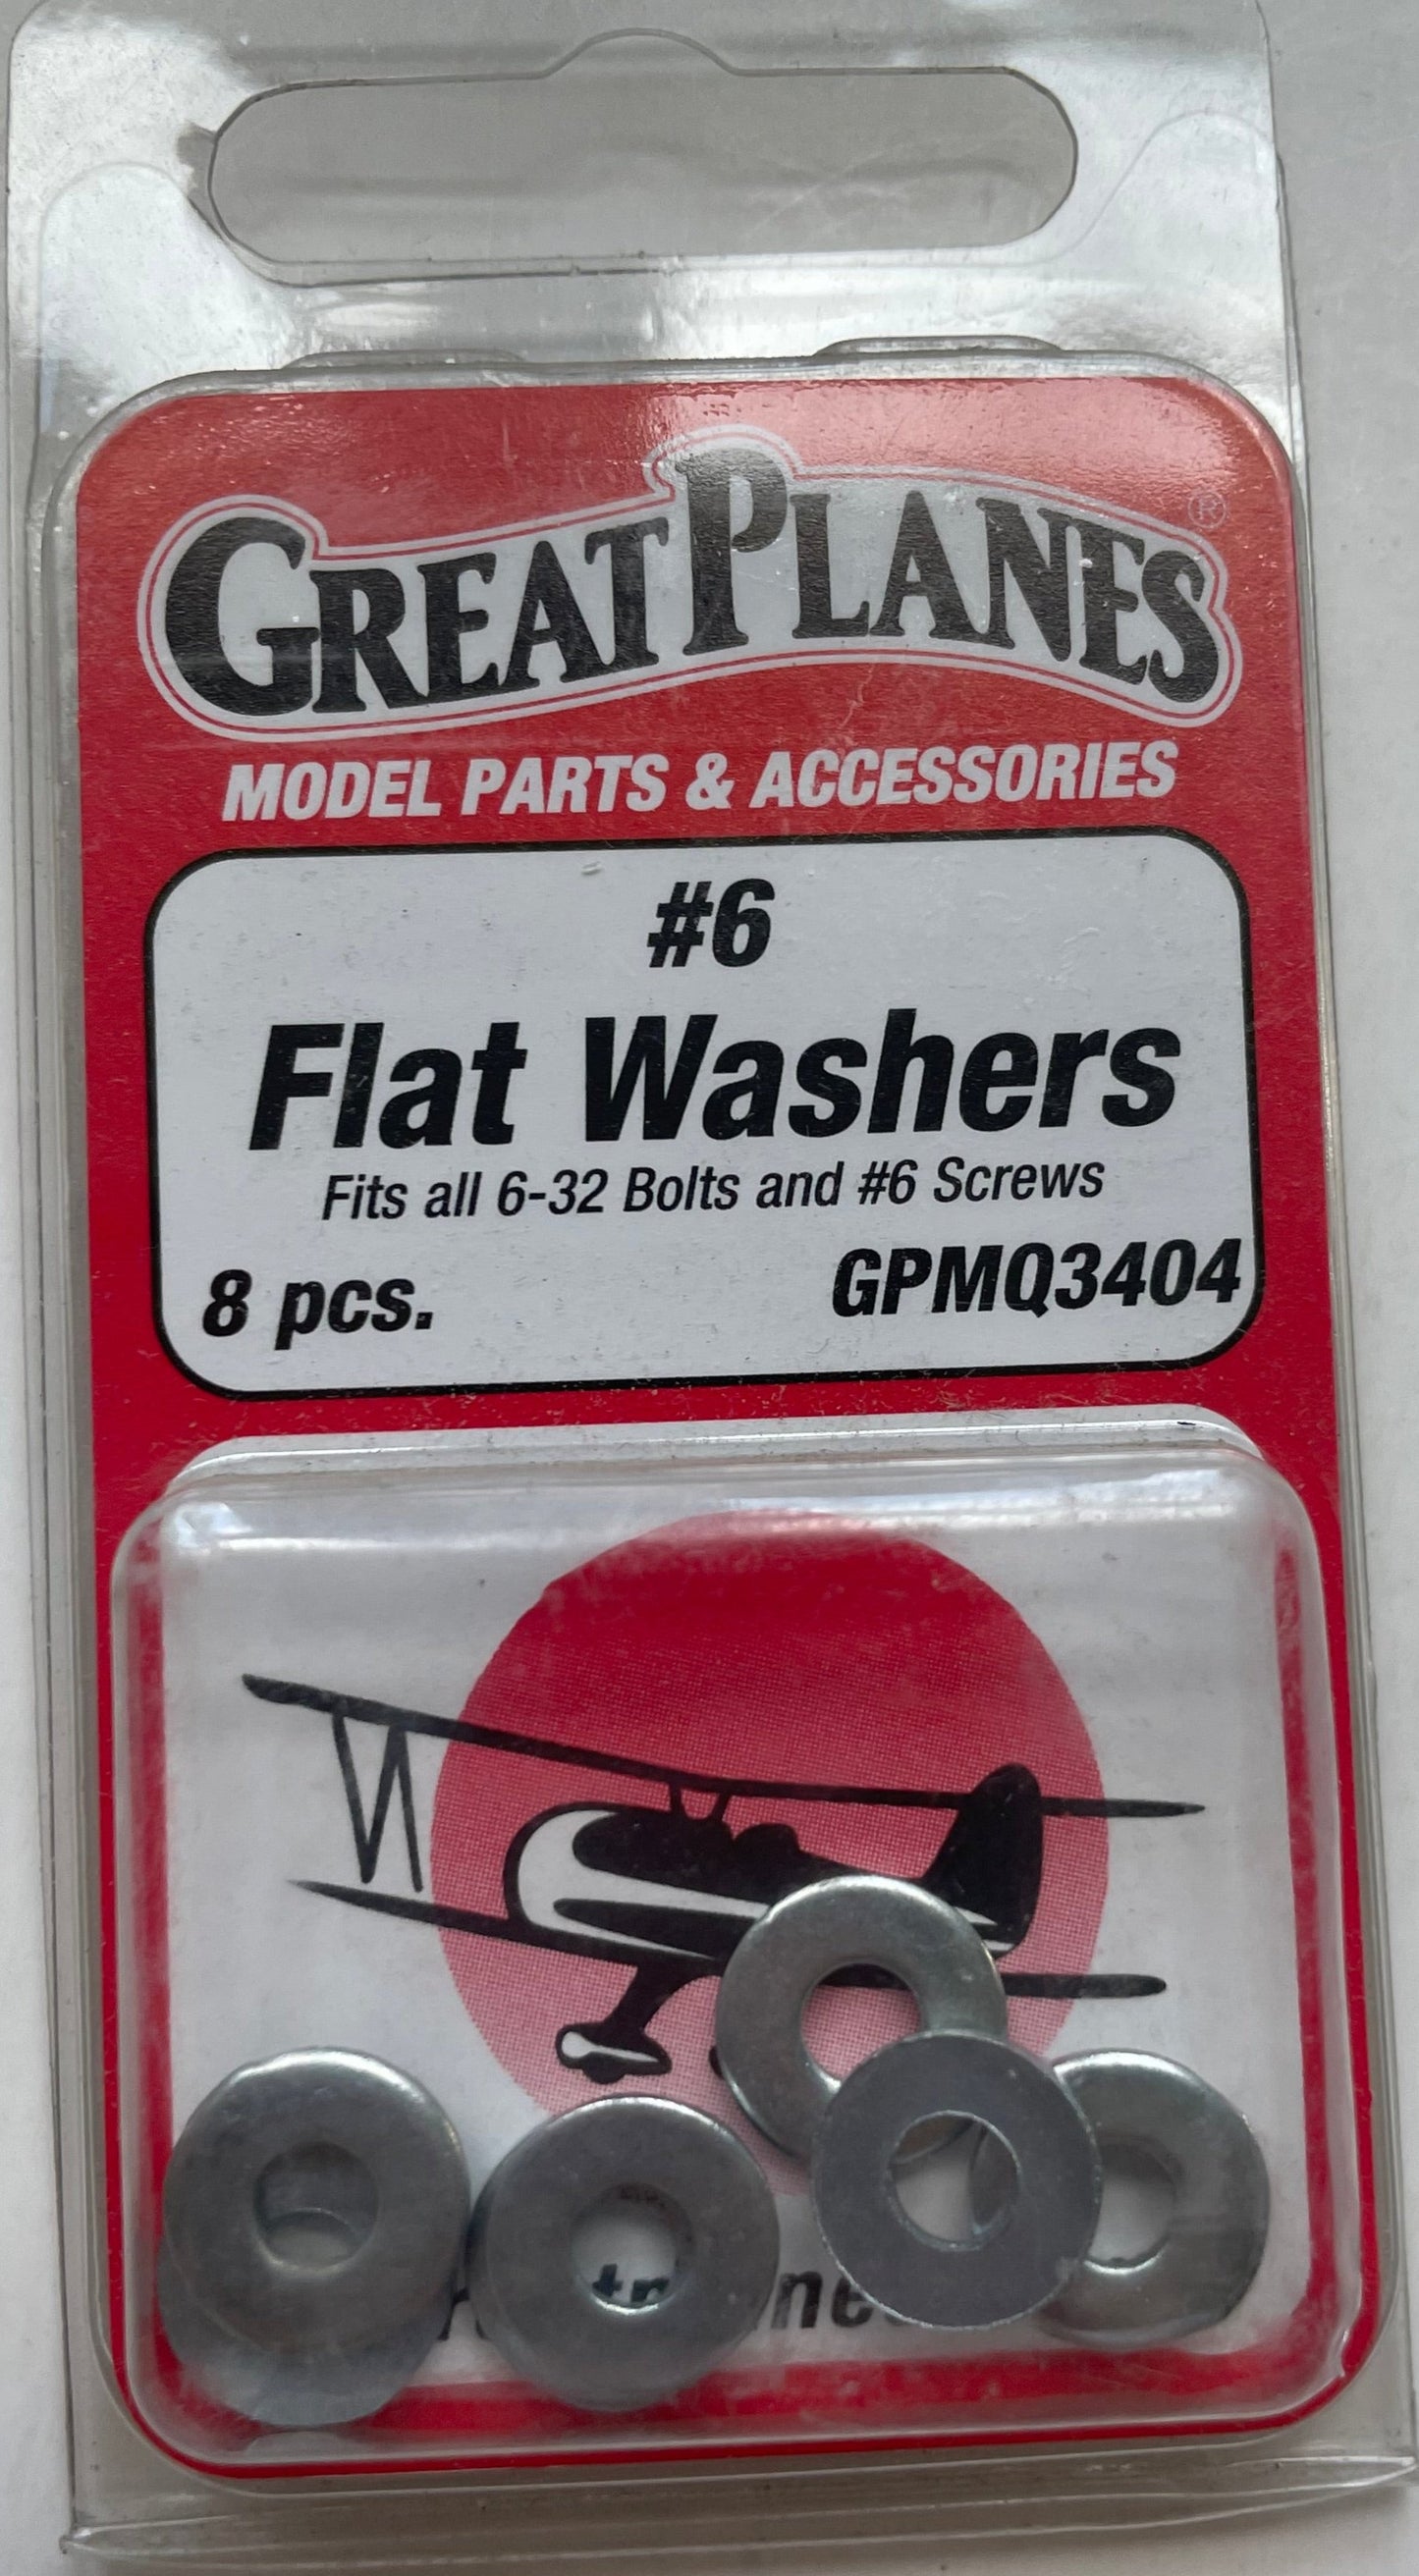 GREAT PLANES®
MODEL PARTS & ACCESSORIES
#6
Flat Washers
Fits all 6-32 Bolts and #6 Screws
8 pcs.
GPMQ3404